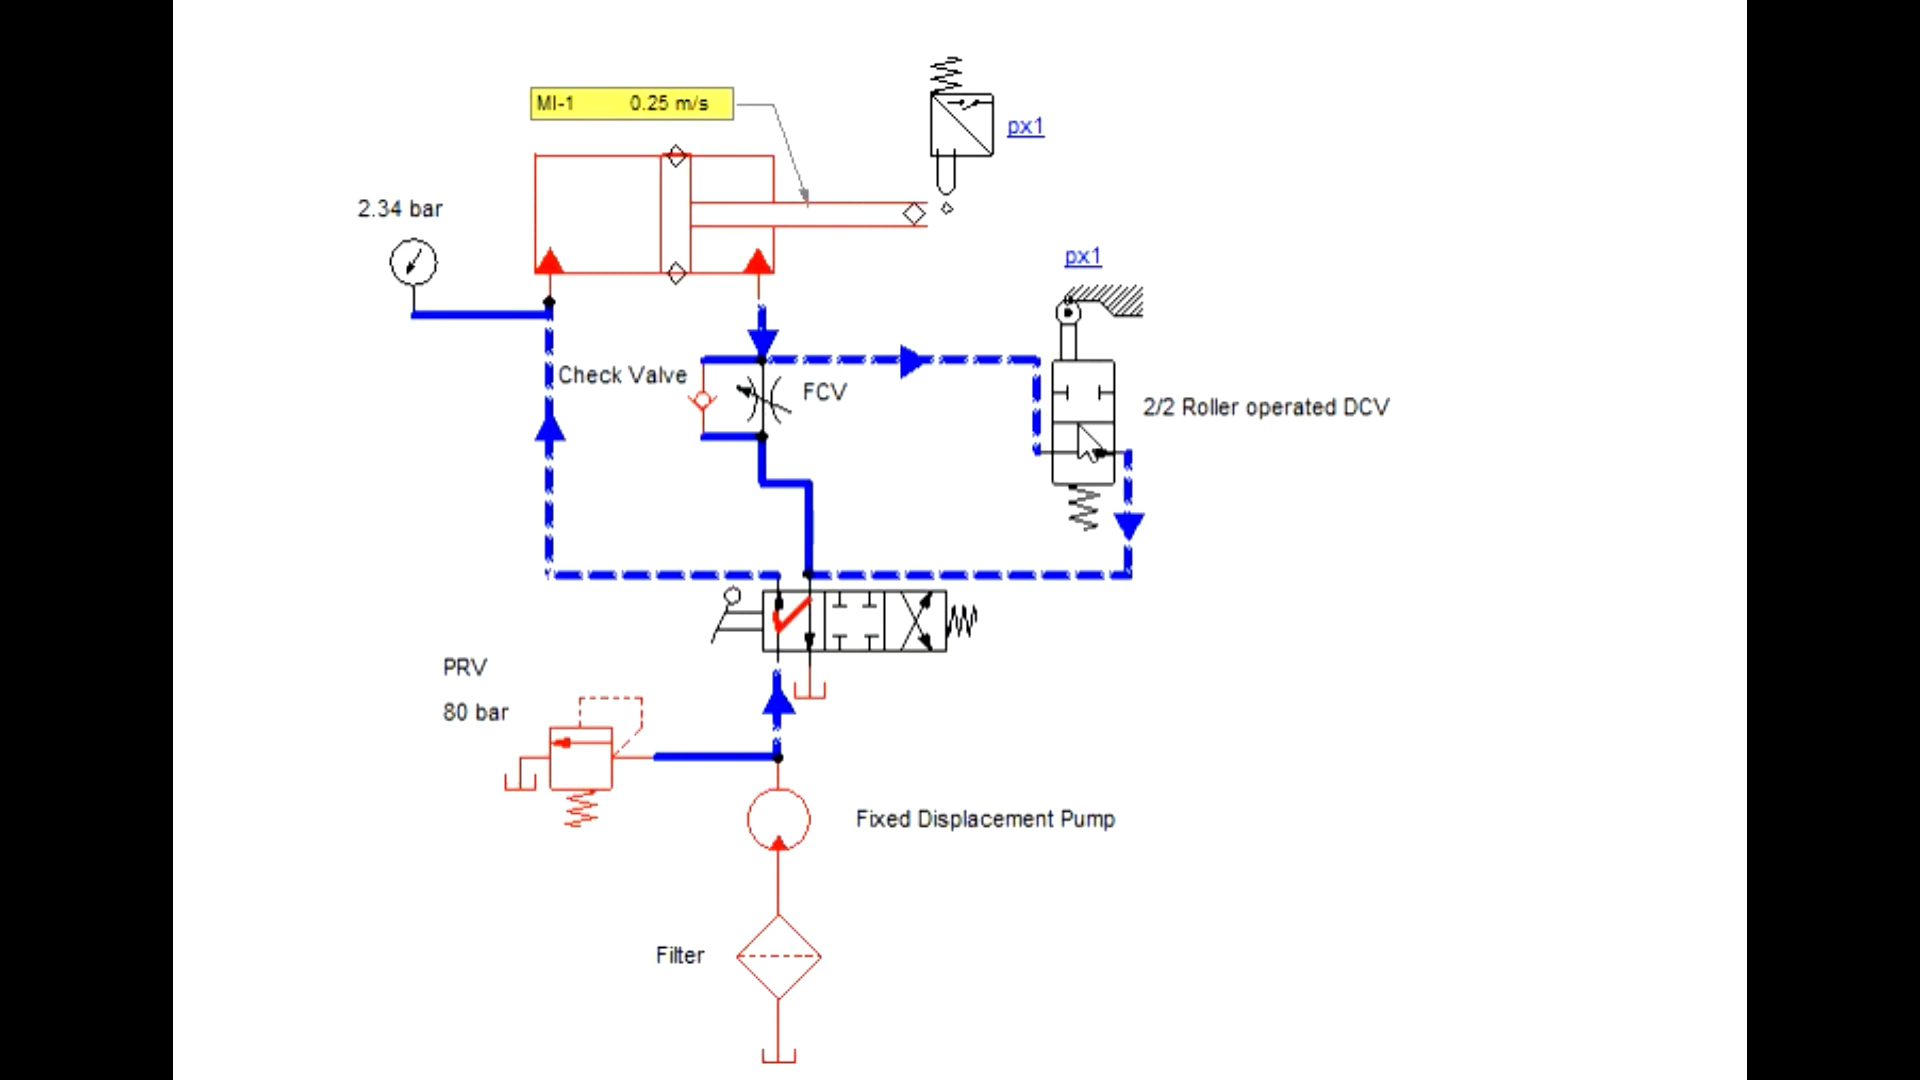 MI-1 0.25 m/s
px1
2.34 bar
px1
Check Valve
FCV
2/2 Roller operated DCV
PRV
80 bar
Fixed Displacement Pump
Filter